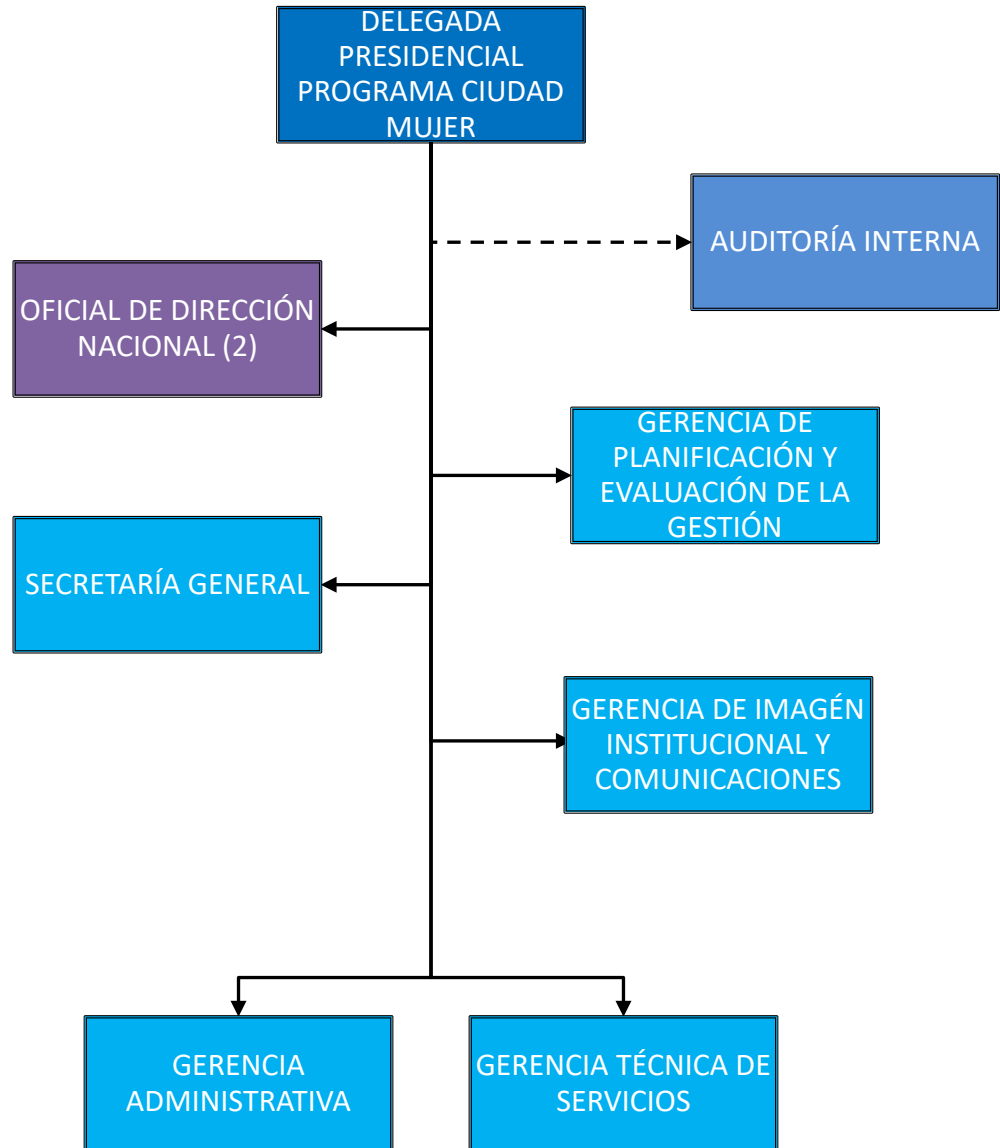 DELEGADA
PRESIDENCIAL
PROGRAMA CIUDAD
MUJER
AUDITORÍA INTERNA
OFICIAL DE DIRECCIÓN
NACIONAL (2)
GERENCIA DE
PLANIFICACIÓN Y
EVALUACIÓN DE LA
GESTIÓN
SECRETARÍA GENERAL
GERENCIA DE IMAGÉN
INSTITUCIONAL Y
COMUNICACIONES
GERENCIA
ADMINISTRATIVA
GERENCIA TÉCNICA DE
SERVICIOS